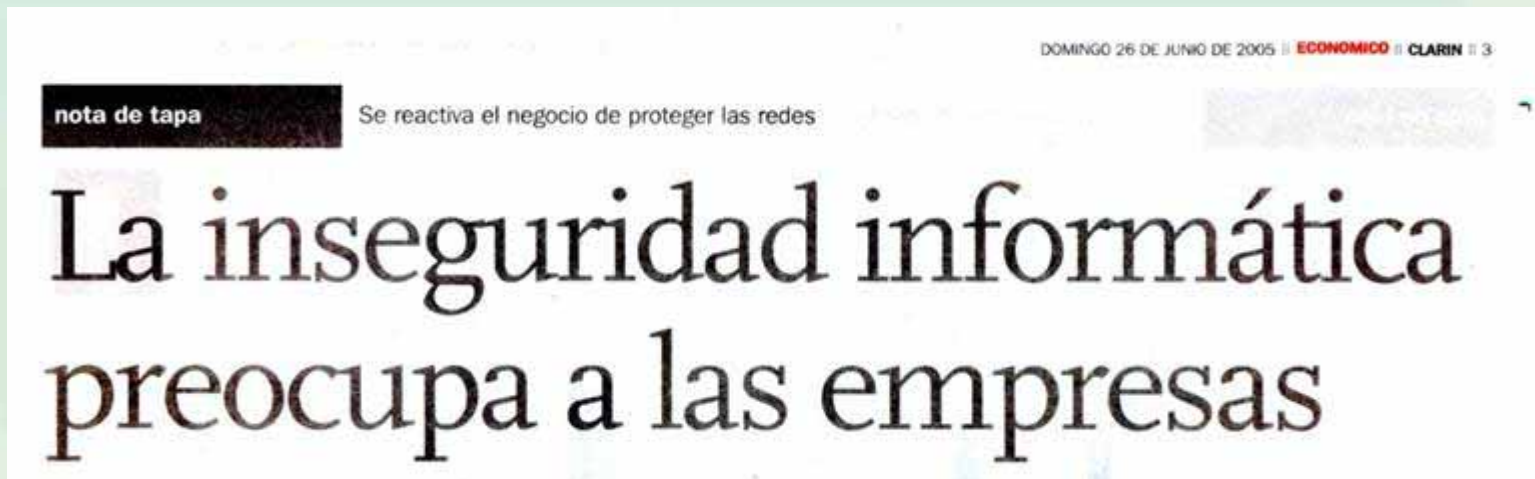 DOMINGO 26 DE JUNIO DE 2005 || ECONOMICO || CLARIN || 3
nota de tapa
Se reactiva el negocio de proteger las redes
La inseguridad informática
preocupa a las empresas